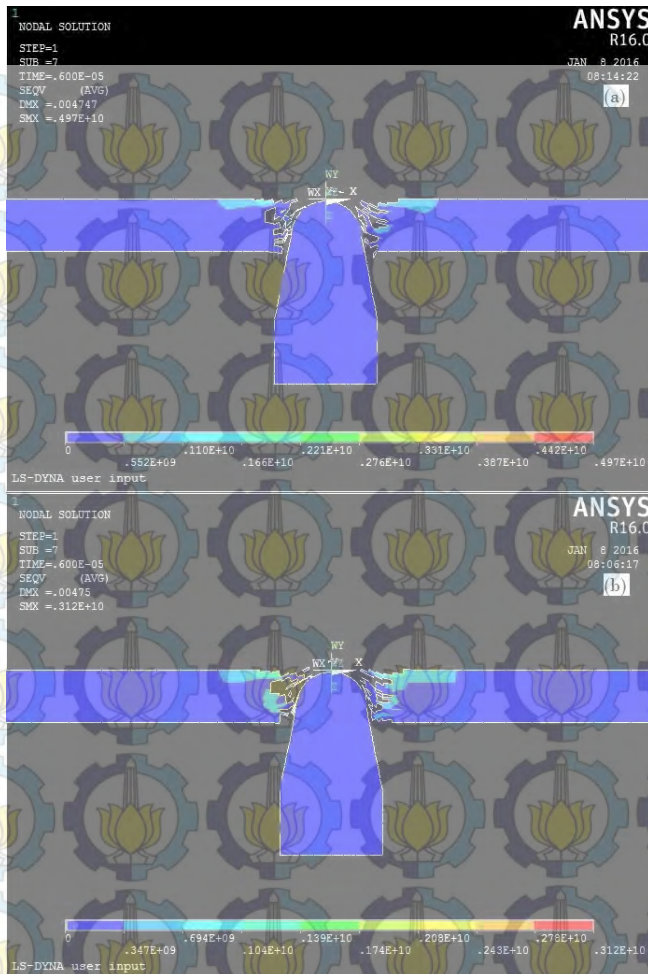 1
NODAL SOLUTION
ANSYS
R16.0
STEP=1
SUB =7
TIME=.600E-05
SEQV (AVG)
DMX =.004747
SMX =.497E+10
JAN 8 2016
08:14:22
(a)
WY
WX X
0 .110E+10 .221E+10 .331E+10 .442E+10
.552E+09 .166E+10 .276E+10 .387E+10 .497E+10
LS-DYNA user input
1
NODAL SOLUTION
ANSYS
R16.0
STEP=1
SUB =7
TIME=.600E-05
SEQV (AVG)
DMX =.00475
SMX =.312E+10
JAN 8 2016
08:06:17
(b)
WY
WX X
0 .694E+09 .139E+10 .208E+10 .278E+10
.347E+09 .104E+10 .174E+10 .243E+10 .312E+10
LS-DYNA user input